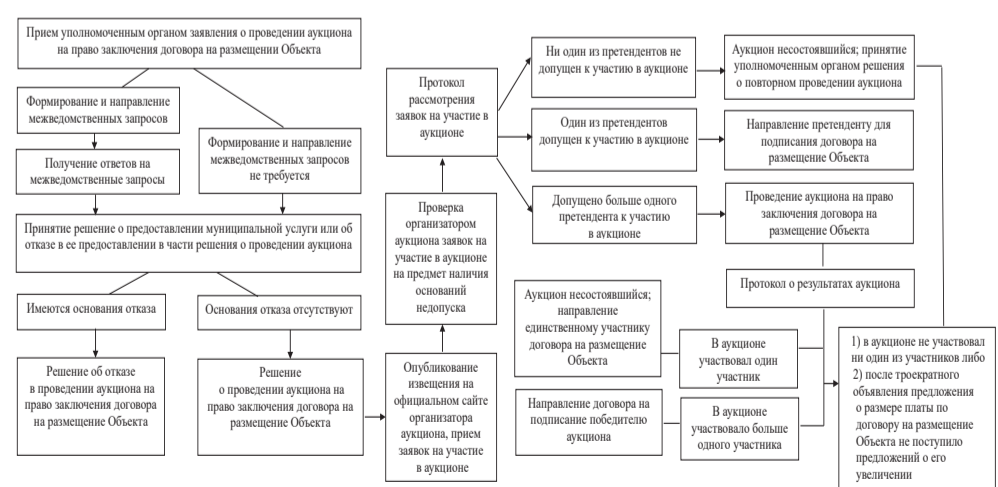 Прием уполномоченным органом заявления о проведении аукциона
на право заключения договора на размещении Объекта
Формирование и направление
межведомственных запросов
Получение ответов на
межведомственные запросы
Формирование и направление
межведомственных запросов
не требуется
Принятие решение о предоставлении муниципальной услуги или об
отказе в ее предоставлении в части решения о проведении аукциона
Имеются основания отказа
Основания отказа отсутствуют
Решение об отказе
в проведении аукциона на
право заключения договора
на размещение Объекта
Решение
о проведении аукциона на
право заключения договора на
размещение Объекта
Опубликование
извещения на
официальном сайте
организатора
аукциона, прием
заявок на участие
в аукционе
Проверка
организатором
аукциона заявок на
участие в аукционе
на предмет наличия
оснований
недопуска
Протокол
рассмотрения
заявок на участие в
аукционе
Ни один из претендентов не
допущен к участию в аукционе
Аукцион несостоявшийся; принятие
уполномоченным органом решения
о повторном проведении аукциона
Один из претендентов
допущен к участию в аукционе
Направление претенденту для
подписания договора на
размещение Объекта
Допущено больше одного
претендента к участию
в аукционе
Проведение аукциона на право
заключения договора на
размещение Объекта
Протокол о результатах аукциона
Аукцион несостоявшийся;
направление
единственному участнику
договора на размещение
Объекта
В аукционе
участвовал один
участник
Направление договора на
подписание победителю
аукциона
В аукционе
участвовало больше
одного участника
1) в аукционе не участвовал
ни один из участников либо
2) после троекратного
объявления предложения
о размере платы по
договору на размещение
Объекта не поступило
предложений о его
увеличении